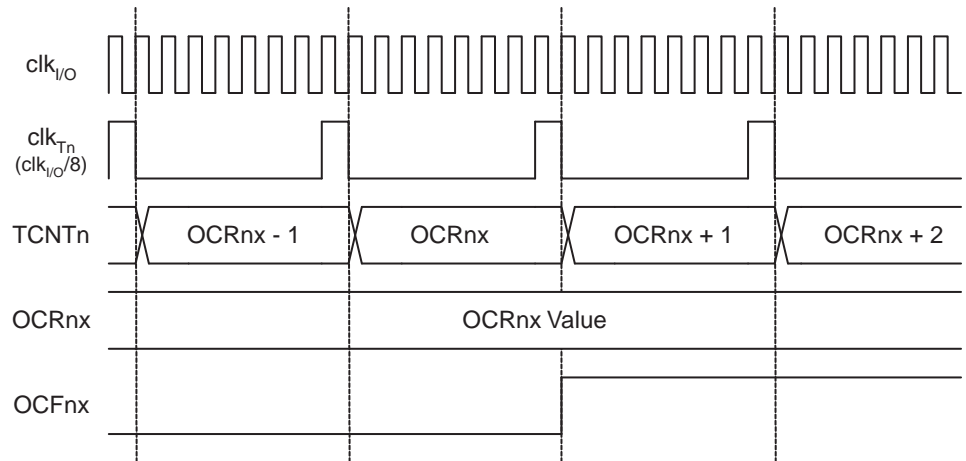 clkI/O
clkTn
(clkI/O/8)
TCNTn OCRnx - 1 OCRnx OCRnx + 1 OCRnx + 2
OCRnx OCRnx Value
OCFnx